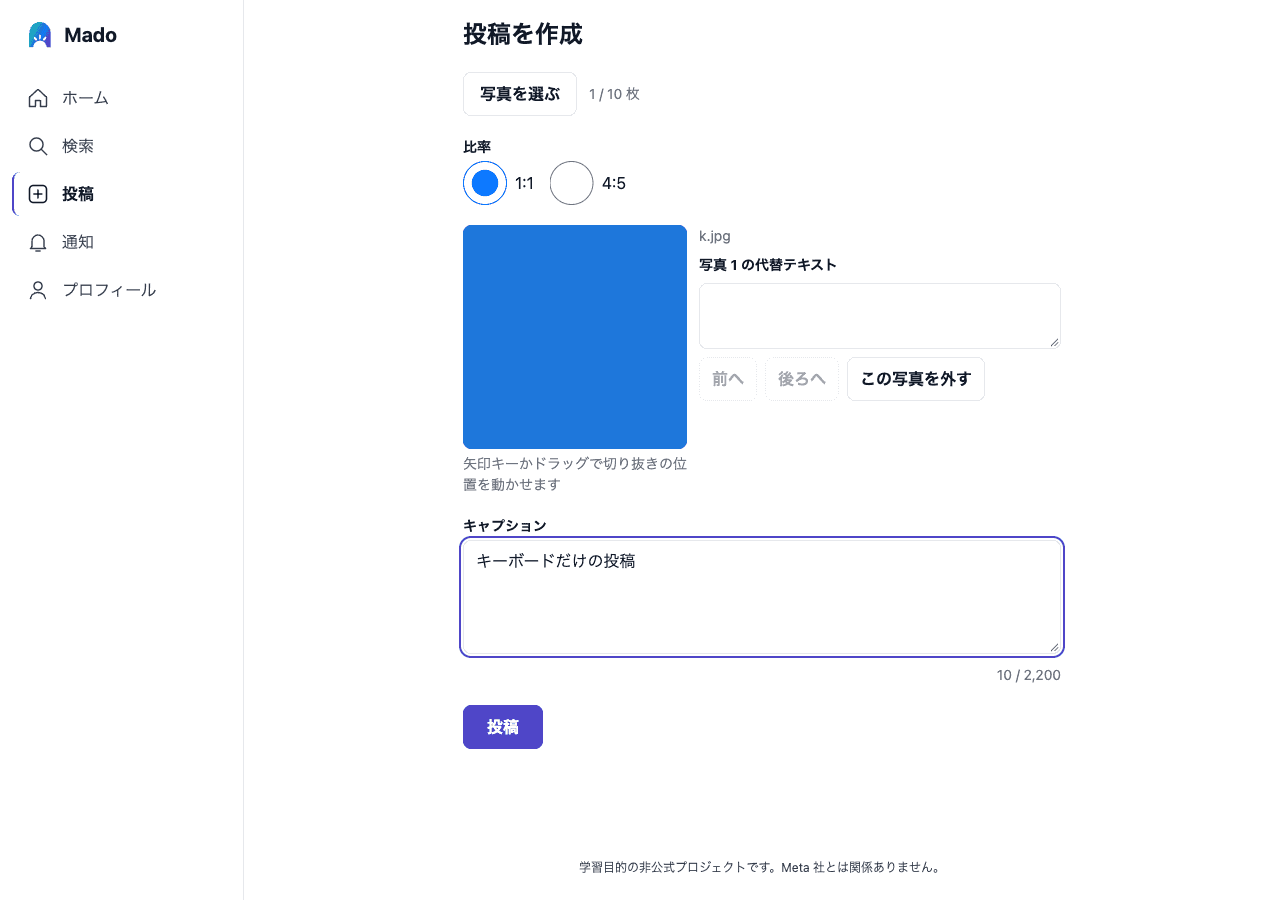 Mado
ホーム
検索
投稿
通知
プロフィール
投稿を作成
写真を選ぶ 1 / 10 枚
比率
1:1 4:5
k.jpg
写真 1 の代替テキスト
前へ 後ろへ この写真を外す
矢印キーかドラッグで切り抜きの位
置を動かせます
キャプション
キーボードだけの投稿
10 / 2,200
投稿
学習目的の非公式プロジェクトです。Meta 社とは関係ありません。